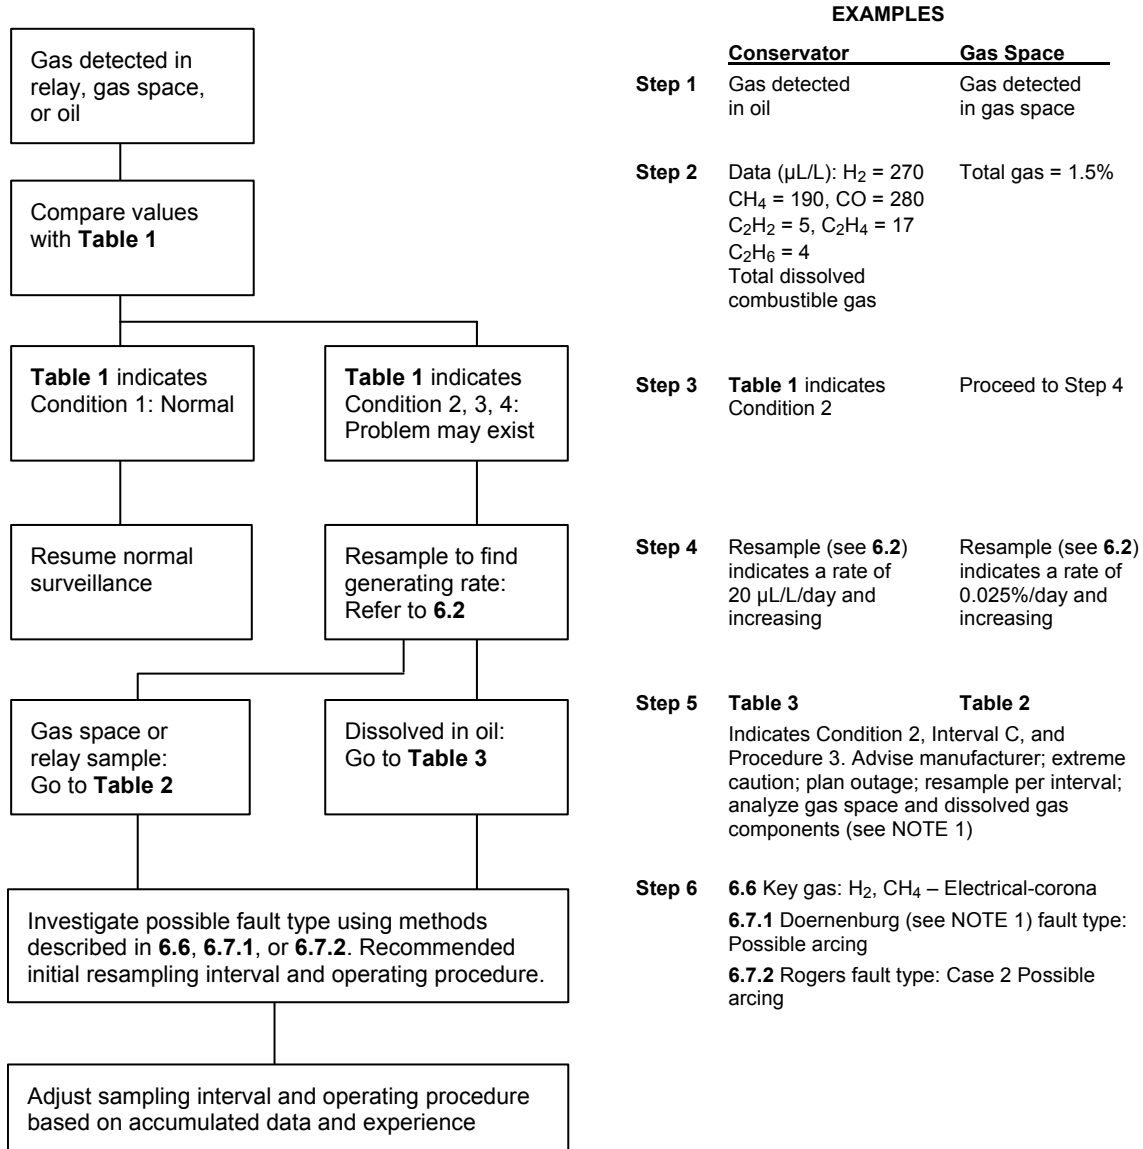 Gas detected in
relay, gas space,
or oil
Compare values
with Table 1
Table 1 indicates
Condition 1: Normal
Table 1 indicates
Condition 2, 3, 4:
Problem may exist
Resume normal
surveillance
Resample to find
generating rate:
Refer to 6.2
Gas space or
relay sample:
Go to Table 2
Dissolved in oil:
Go to Table 3
Investigate possible fault type using methods
described in 6.6, 6.7.1, or 6.7.2. Recommended
initial resampling interval and operating procedure.
Adjust sampling interval and operating procedure
based on accumulated data and experience
EXAMPLES
Conservator Gas Space
Step 1 Gas detected Gas detected
in oil in gas space
Step 2 Data (µL/L): H₂ = 270 Total gas = 1.5%
CH₄ = 190, CO = 280
C₂H₂ = 5, C₂H₄ = 17
C₂H₆ = 4
Total dissolved
combustible gas
Step 3 Table 1 indicates Proceed to Step 4
Condition 2
Step 4 Resample (see 6.2) Resample (see 6.2)
indicates a rate of indicates a rate of
20 µL/L/day and 0.025%/day and
increasing increasing
Step 5 Table 3 Table 2
Indicates Condition 2, Interval C, and
Procedure 3. Advise manufacturer; extreme
caution; plan outage; resample per interval;
analyze gas space and dissolved gas
components (see NOTE 1)
Step 6 6.6 Key gas: H₂, CH₄ – Electrical-corona
6.7.1 Doernenburg (see NOTE 1) fault type:
Possible arcing
6.7.2 Rogers fault type: Case 2 Possible
arcing